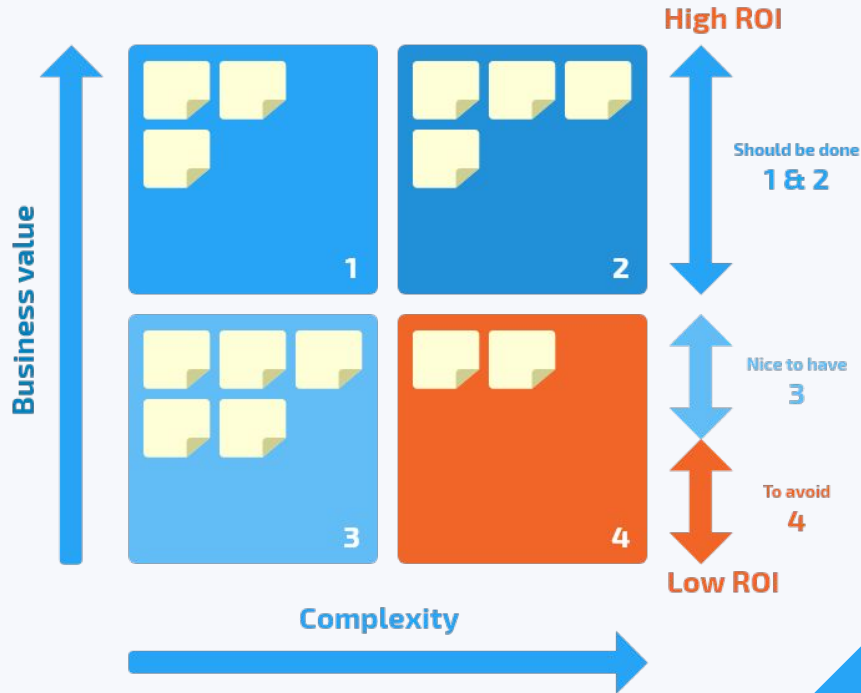 High ROI
Business value
1
2
Should be done
1 & 2
3
4
Nice to have
3
To avoid
4
Low ROI
Complexity